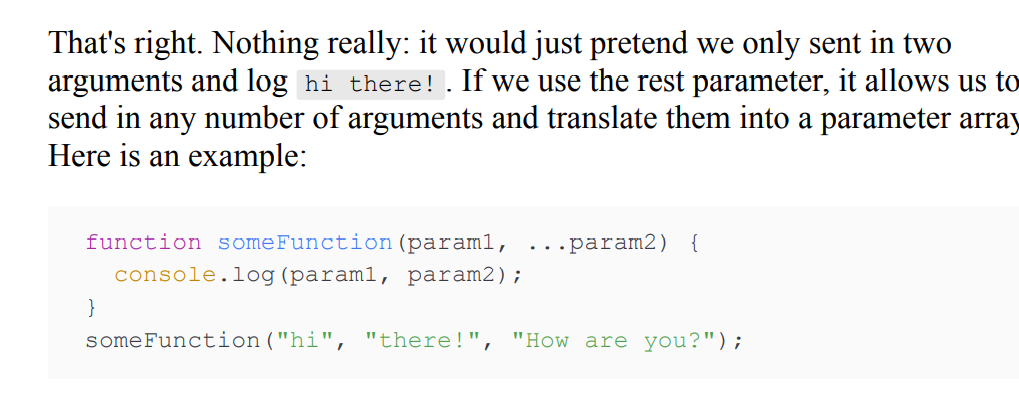 That's right. Nothing really: it would just pretend we only sent in two
arguments and log hi there!. If we use the rest parameter, it allows us to
send in any number of arguments and translate them into a parameter array
Here is an example:
function someFunction(param1, ...param2) {
  console.log(param1, param2);
}
someFunction("hi", "there!", "How are you?");